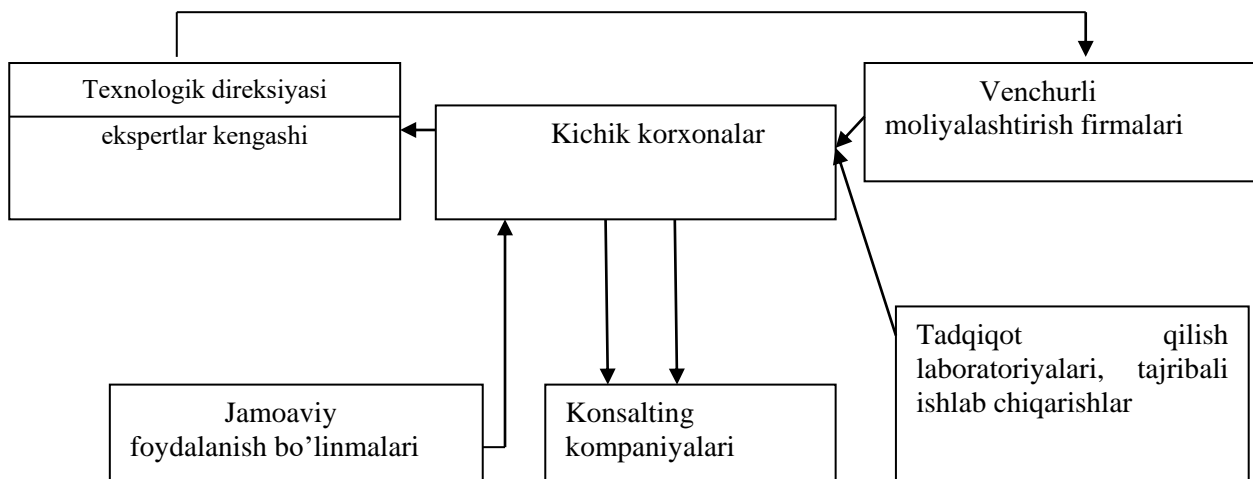 Texnologik direksiyasi
ekspertlar kengashi
Kichik korxonalar
Venchurli
moliyalashtirish firmalari
Jamoaviy
foydalanish bo’linmalari
Konsalting
kompaniyalari
Tadqiqot qilish
laboratoriyalari, tajribali
ishlab chiqarishlar